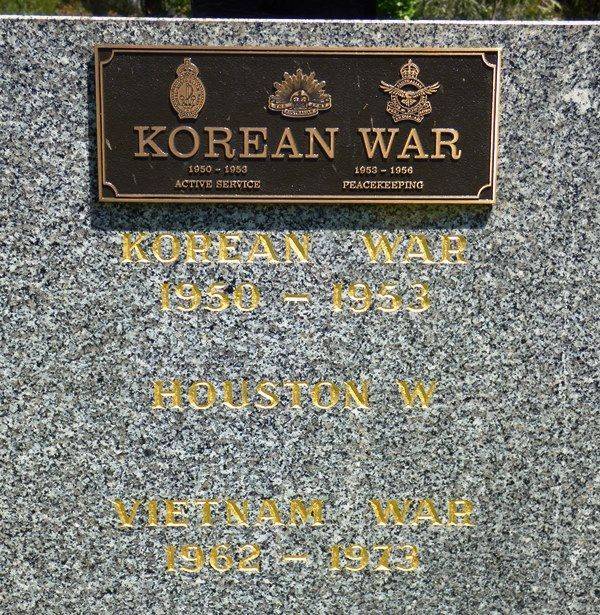 KOREAN WAR
1950 - 1953 1953 - 1956
ACTIVE SERVICE PEACEKEEPING
KOREAN WAR
1950 - 1953
HOUSTON W
VIETNAM WAR
1962 - 1973